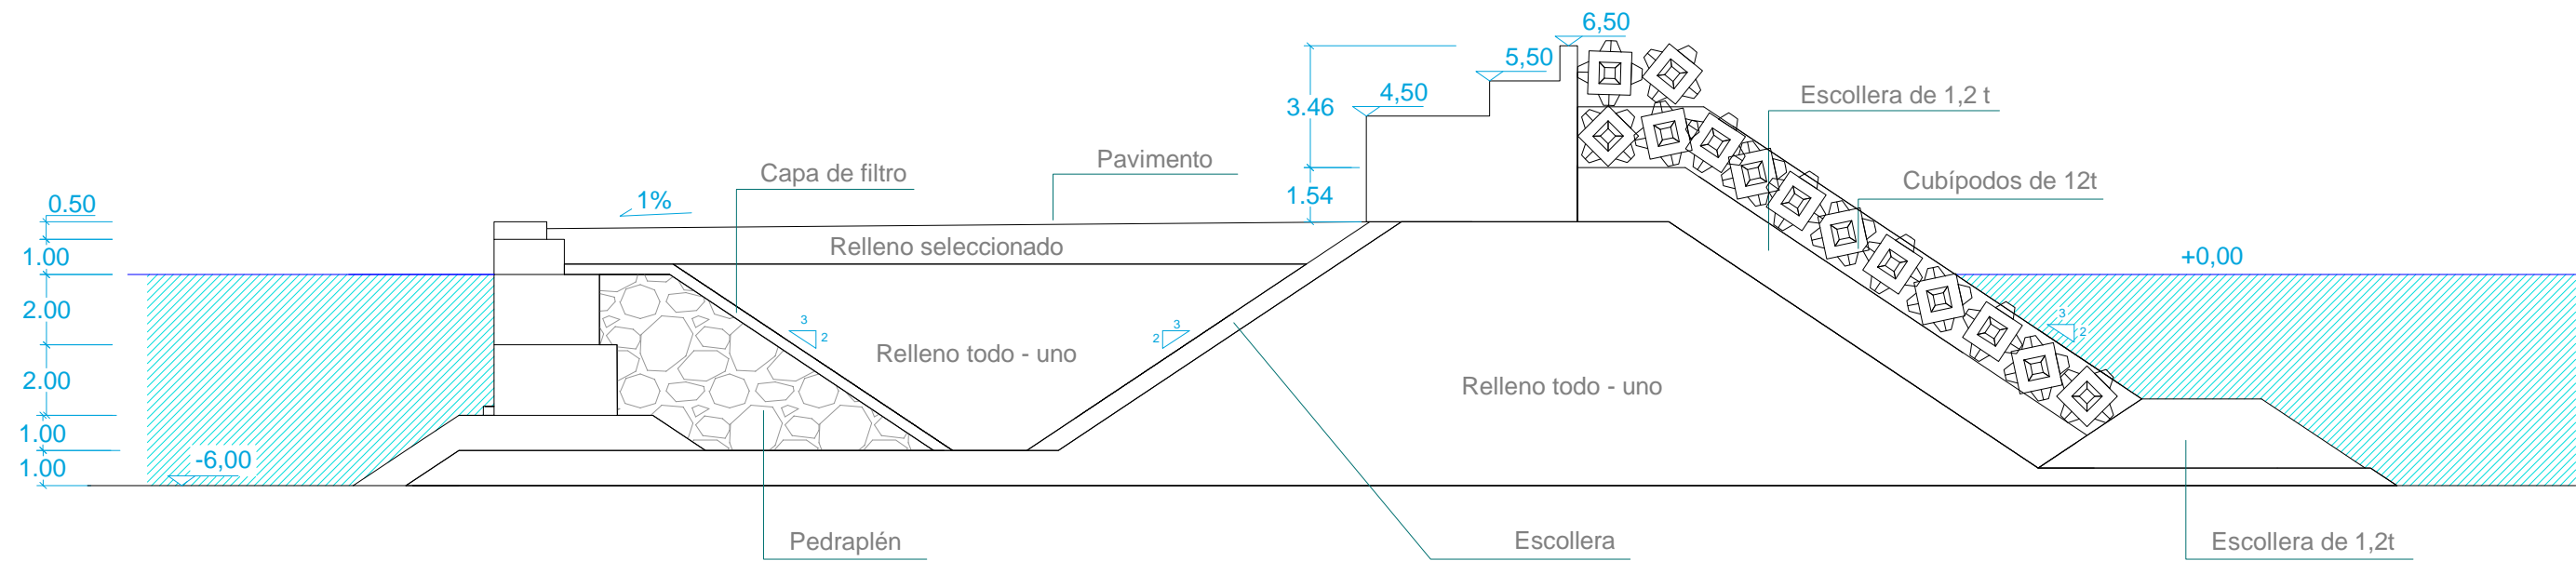 6,50
5,50
4,50
3.46
Escollera de 1,2 t
Pavimento
Capa de filtro
Cubípodos de 12t
1.54
1%
0.50
Relleno seleccionado
1.00
+0,00
2.00
3
2
3
2
3
2
Relleno todo - uno
2.00
Relleno todo - uno
1.00
-6,00
1.00
Pedraplén
Escollera
Escollera de 1,2t